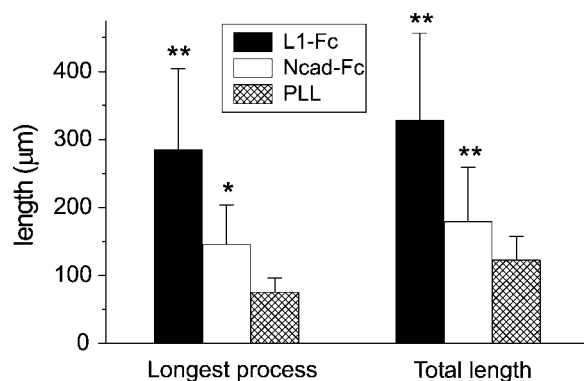 L1-Fc
Ncad-Fc
PLL
**
*
**
**
400
300
200
100
0
length (μm)
Longest process
Total length